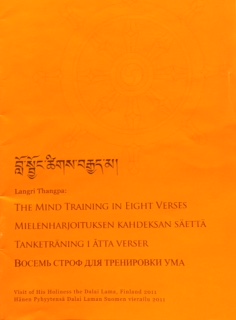 བློ་སྦྱོང་ཚིགས་བརྒྱད་མ།
Langri Thangpa:
The Mind Training in Eight Verses
Mielenharjoituksen kahdeksan säettä
Tanketräning i åtta verser
Восемь строф для тренировки ума
Visit of His Holiness the Dalai Lama, Finland 2011
Hänen Pyhyytensä Dalai Laman Suomen vierailu 2011